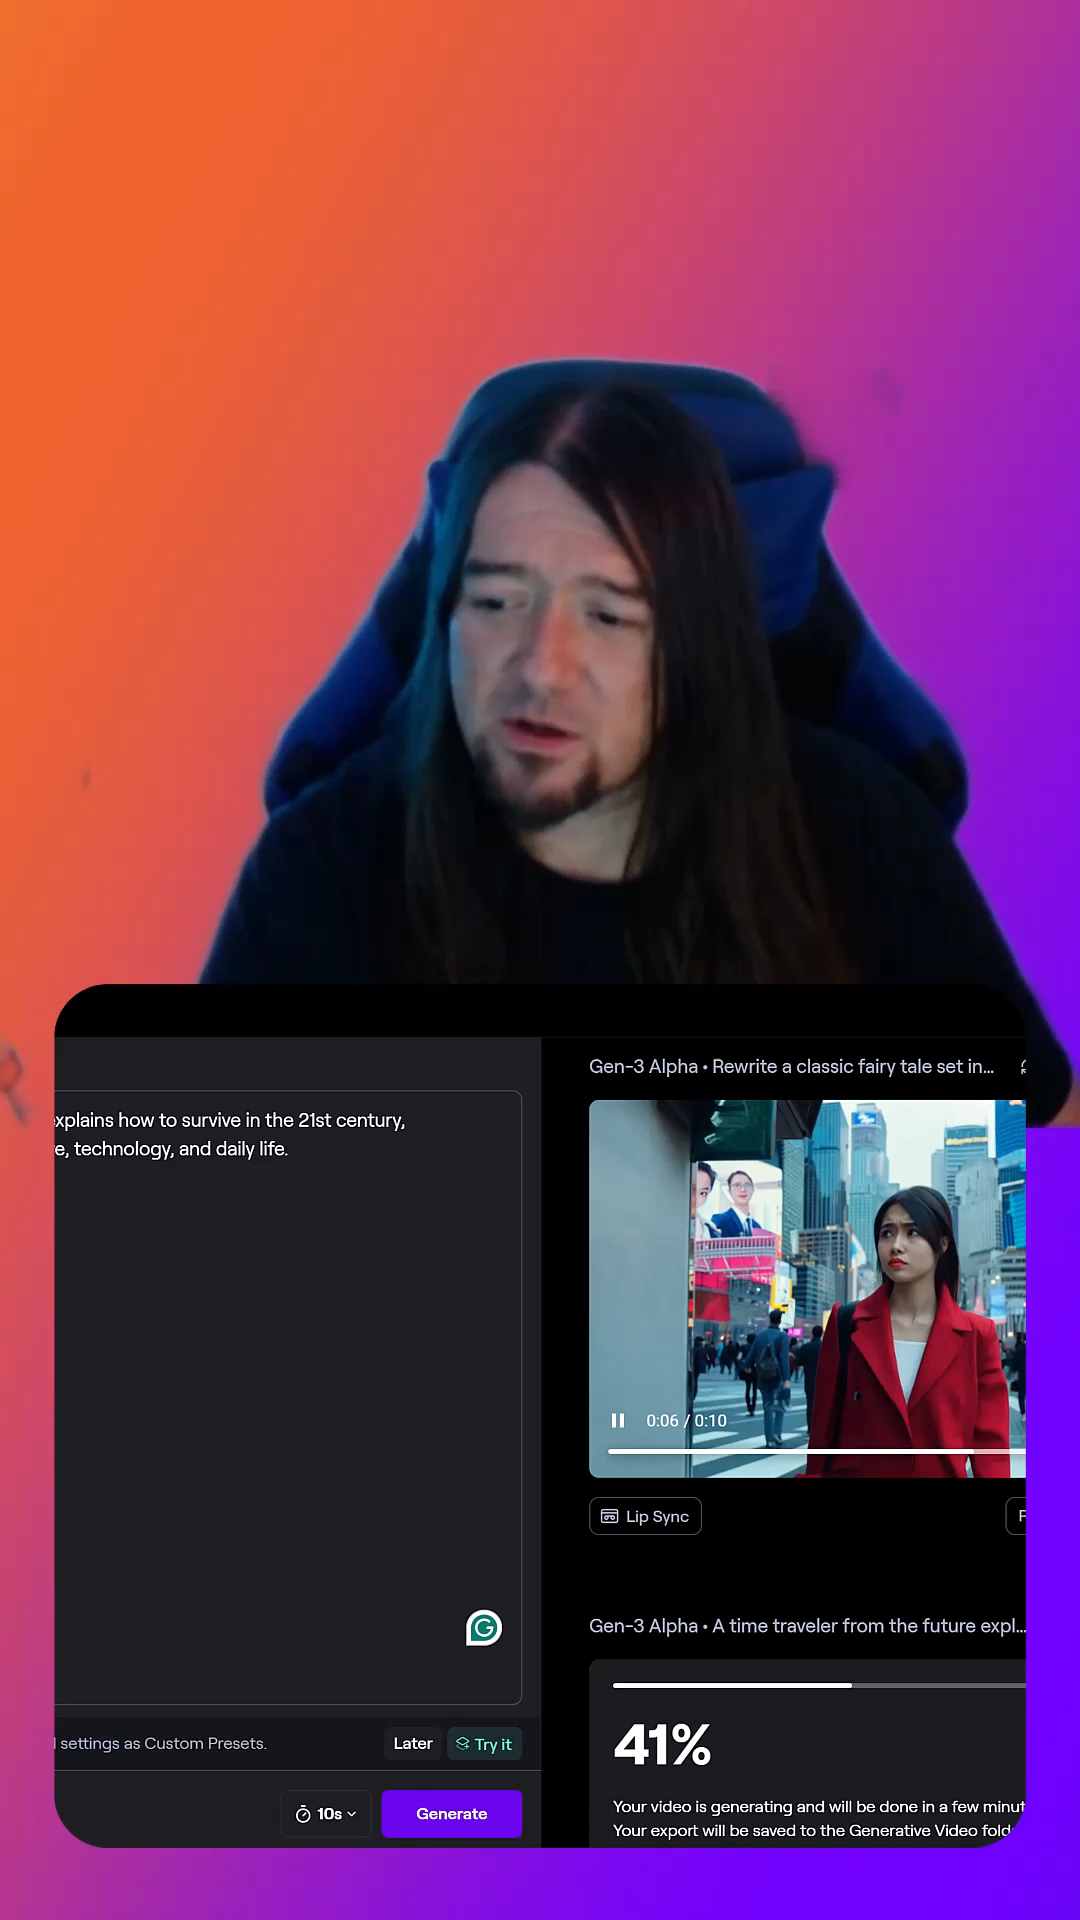 explains how to survive in the 21st century,
e, technology, and daily life.
settings as Custom Presets.
Later
Try it
10s
Generate
Gen-3 Alpha • Rewrite a classic fairy tale set in...
0:06 / 0:10
Lip Sync
Gen-3 Alpha • A time traveler from the future expl...
41%
Your video is generating and will be done in a few minut
Your export will be saved to the Generative Video fold